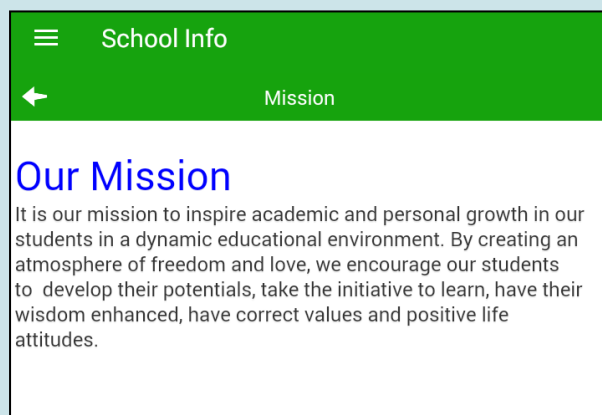 School Info
Mission
Our Mission
It is our mission to inspire academic and personal growth in our
students in a dynamic educational environment. By creating an
atmosphere of freedom and love, we encourage our students
to  develop their potentials, take the initiative to learn, have their
wisdom enhanced, have correct values and positive life
attitudes.